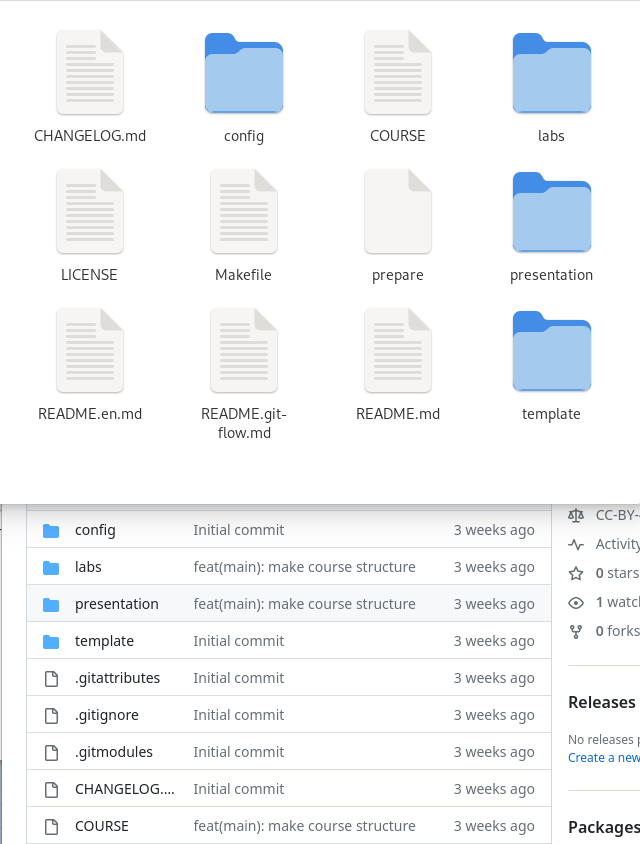 CHANGELOG.md config COURSE labs
LICENSE Makefile prepare presentation
README.en.md README.git-flow.md README.md template
config Initial commit 3 weeks ago
CC-BY-
labs feat(main): make course structure 3 weeks ago
Activity
0 stars
presentation feat(main): make course structure 3 weeks ago
1 watch
template Initial commit 3 weeks ago
0 forks
.gitattributes Initial commit 3 weeks ago
.gitignore Initial commit 3 weeks ago
Releases
No releases p
.gitmodules Initial commit 3 weeks ago
Create a new
CHANGELOG.... Initial commit 3 weeks ago
COURSE feat(main): make course structure 3 weeks ago
Packages